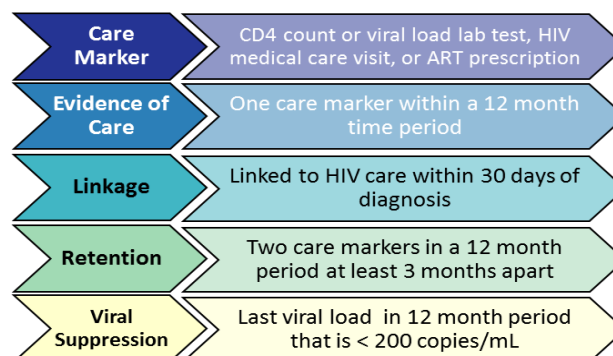 Care
Marker
CD4 count or viral load lab test, HIV
medical care visit, or ART prescription
Evidence of
Care
One care marker within a 12 month
time period
Linkage
Linked to HIV care within 30 days of
diagnosis
Retention
Two care markers in a 12 month
period at least 3 months apart
Viral
Suppression
Last viral load in 12 month period
that is < 200 copies/mL